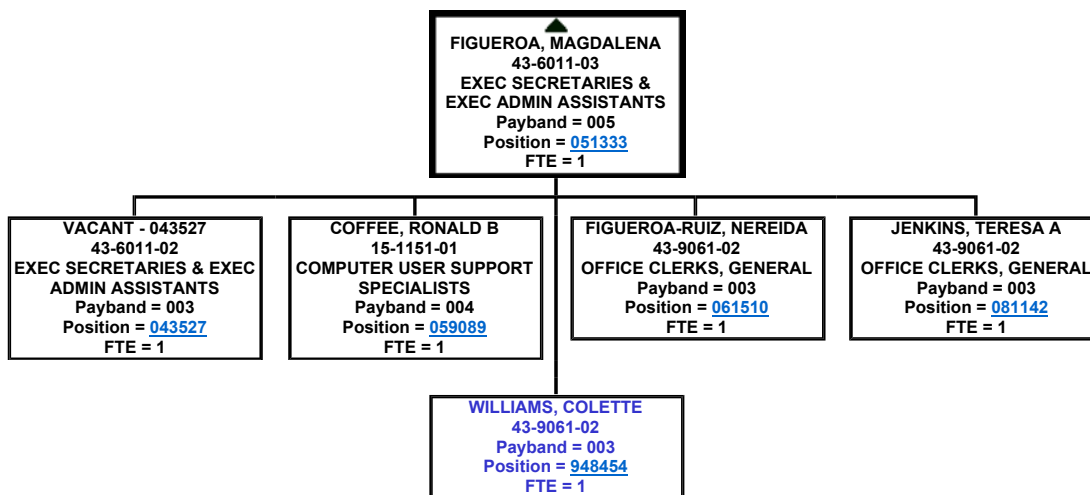 FIGUEROA, MAGDALENA
43-6011-03
EXEC SECRETARIES &
EXEC ADMIN ASSISTANTS
Payband = 005
Position = 051333
FTE = 1
VACANT - 043527
43-6011-02
EXEC SECRETARIES & EXEC
ADMIN ASSISTANTS
Payband = 003
Position = 043527
FTE = 1
COFFEE, RONALD B
15-1151-01
COMPUTER USER SUPPORT
SPECIALISTS
Payband = 004
Position = 059089
FTE = 1
FIGUEROA-RUIZ, NEREIDA
43-9061-02
OFFICE CLERKS, GENERAL
Payband = 003
Position = 061510
FTE = 1
JENKINS, TERESA A
43-9061-02
OFFICE CLERKS, GENERAL
Payband = 003
Position = 081142
FTE = 1
WILLIAMS, COLETTE
43-9061-02
Payband = 003
Position = 948454
FTE = 1